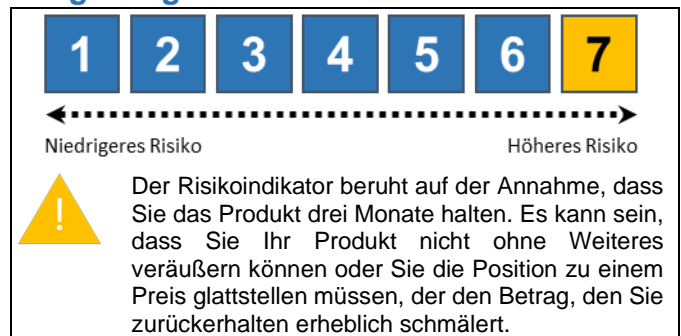 1 2 3 4 5 6 7
Niedrigeres Risiko Höheres Risiko
!
Der Risikoindikator beruht auf der Annahme, dass
Sie das Produkt drei Monate halten. Es kann sein,
dass Sie Ihr Produkt nicht ohne Weiteres
veräußern können oder Sie die Position zu einem
Preis glattstellen müssen, der den Betrag, den Sie
zurückerhalten erheblich schmälert.